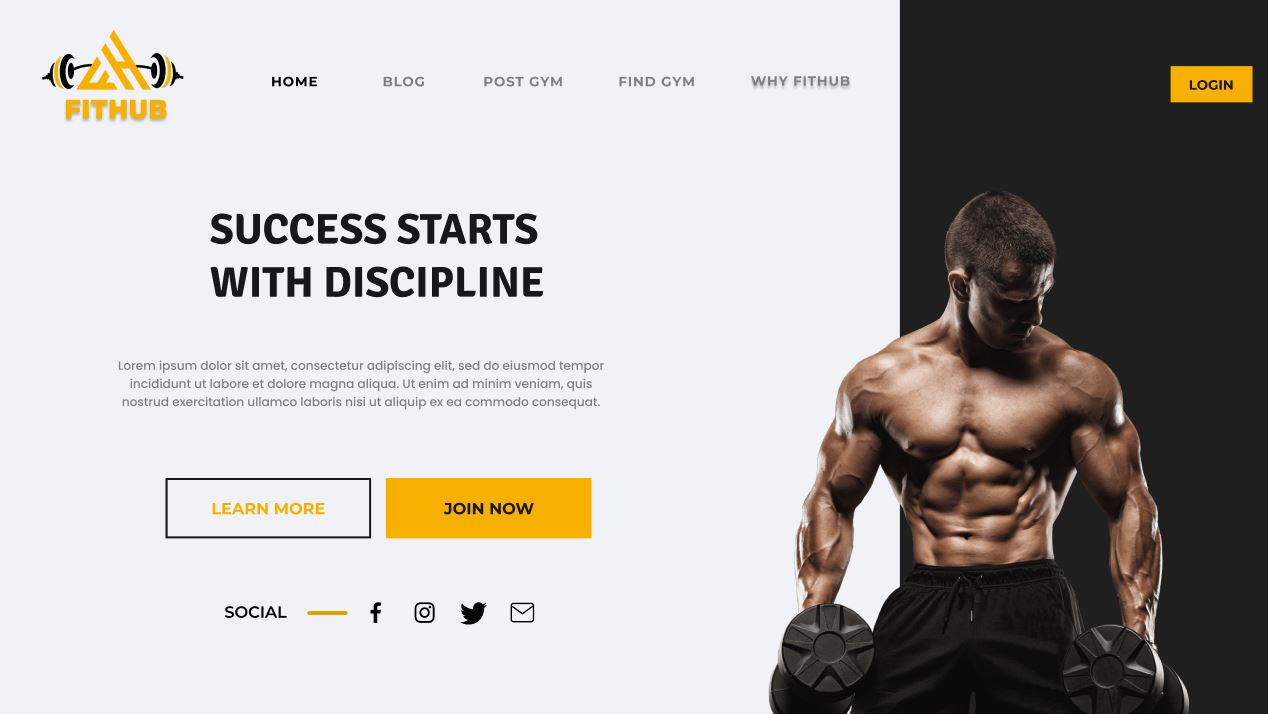 FITHUB
HOME BLOG POST GYM FIND GYM WHY FITHUB
LOGIN
SUCCESS STARTS
WITH DISCIPLINE
Lorem ipsum dolor sit amet, consectetur adipiscing elit, sed do eiusmod tempor
incididunt ut labore et dolore magna aliqua. Ut enim ad minim veniam, quis
nostrud exercitation ullamco laboris nisi ut aliquip ex ea commodo consequat.
LEARN MORE
JOIN NOW
SOCIAL